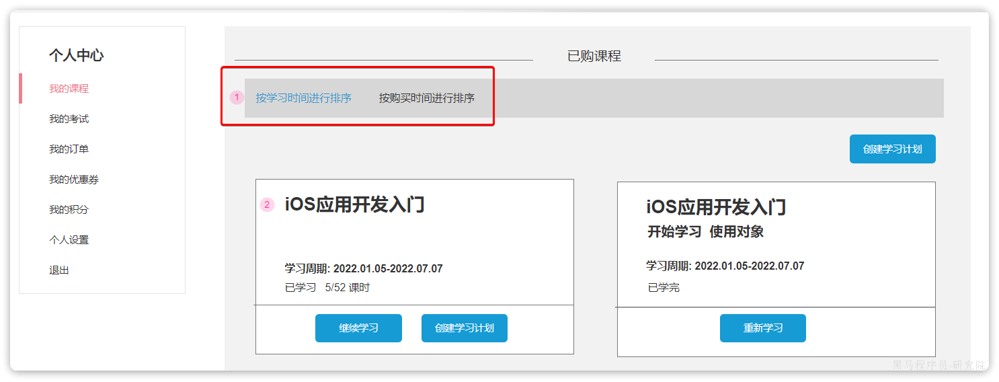 个人中心
我的课程
我的考试
我的订单
我的优惠券
我的积分
个人设置
退出
已购课程
1 按学习时间进行排序 按购买时间进行排序
创建学习计划
2 iOS应用开发入门
学习周期: 2022.01.05-2022.07.07
已学习 5/52 课时
继续学习 创建学习计划
iOS应用开发入门
开始学习 使用对象
学习周期: 2022.01.05-2022.07.07
已学完
重新学习
黑马程序员-研究院